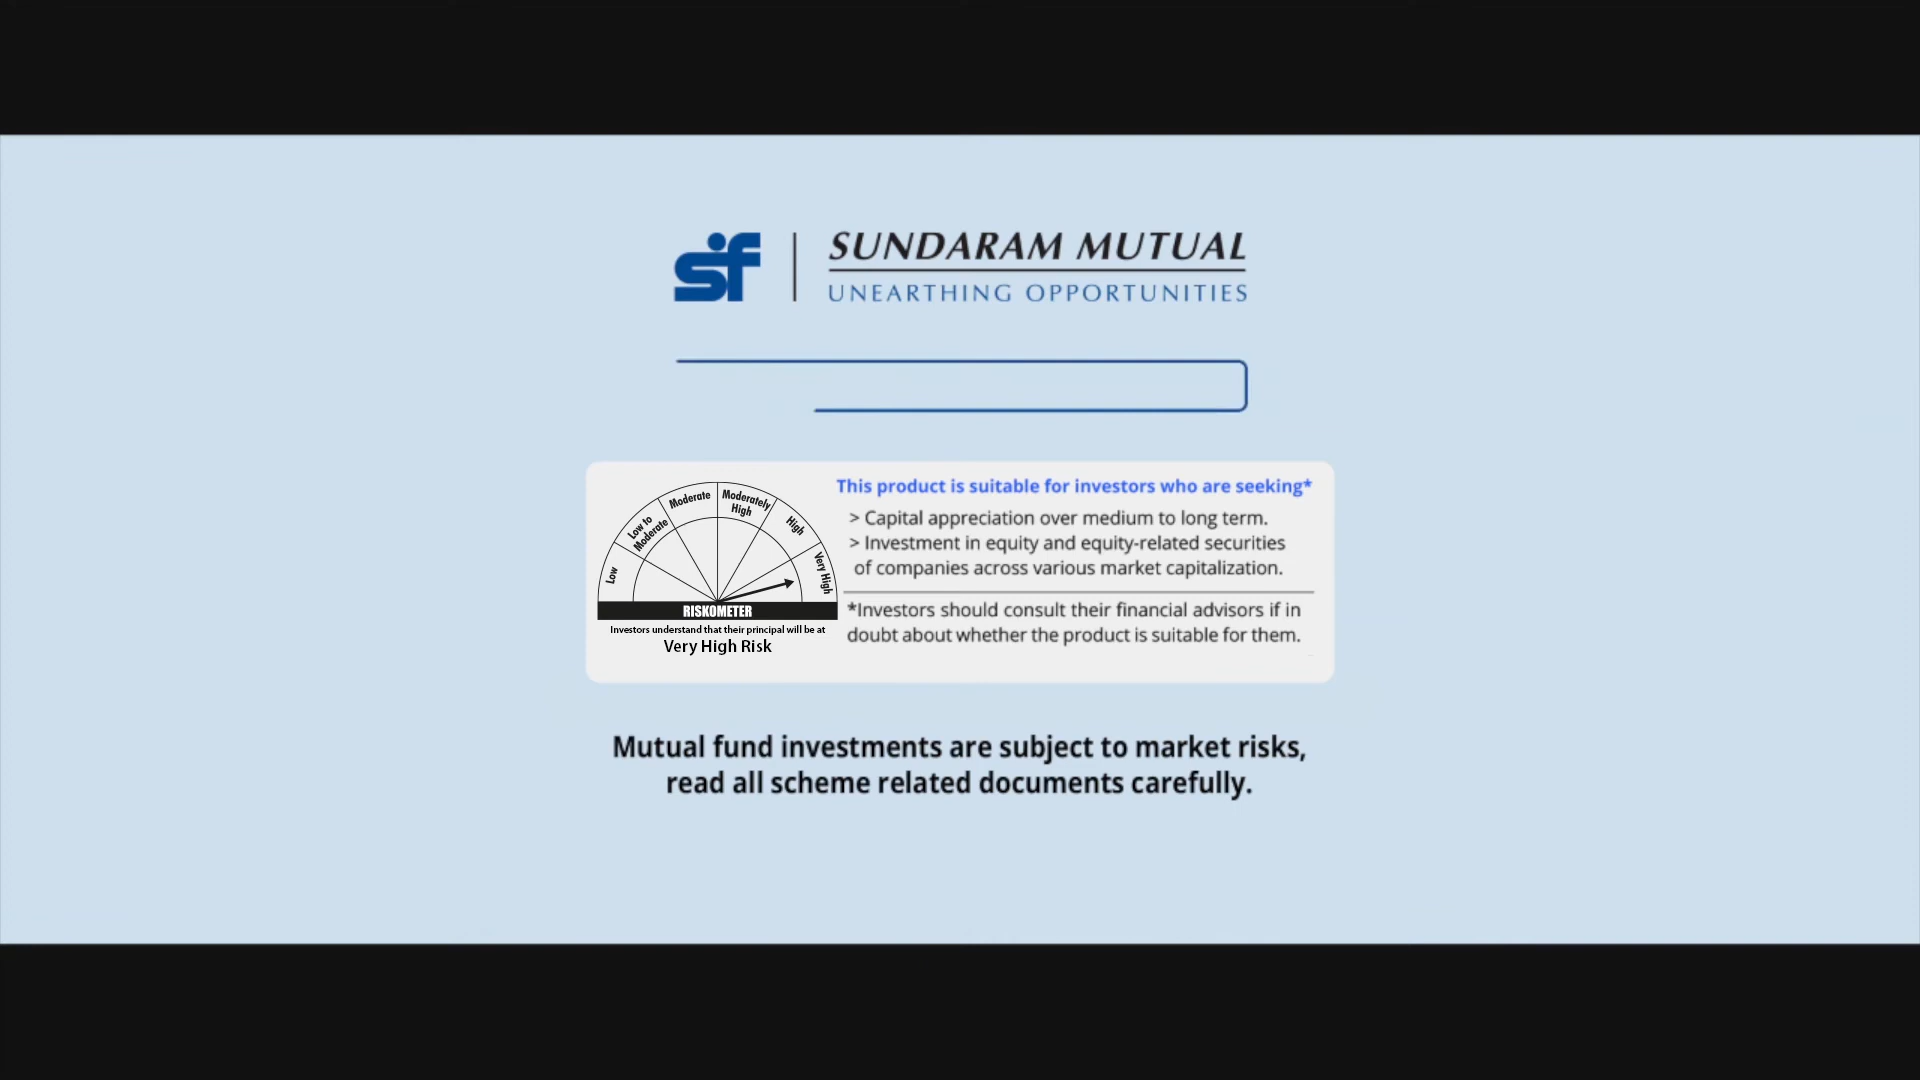 sf
SUNDARAM MUTUAL
UNEARTHING OPPORTUNITIES
Low
Low to
Moderate
Moderate
Moderately
High
High
Very High
RISKOMETER
Investors understand that their principal will be at
Very High Risk
This product is suitable for investors who are seeking*
> Capital appreciation over medium to long term.
> Investment in equity and equity-related securities
of companies across various market capitalization.
*Investors should consult their financial advisors if in
doubt about whether the product is suitable for them.
Mutual fund investments are subject to market risks,
read all scheme related documents carefully.